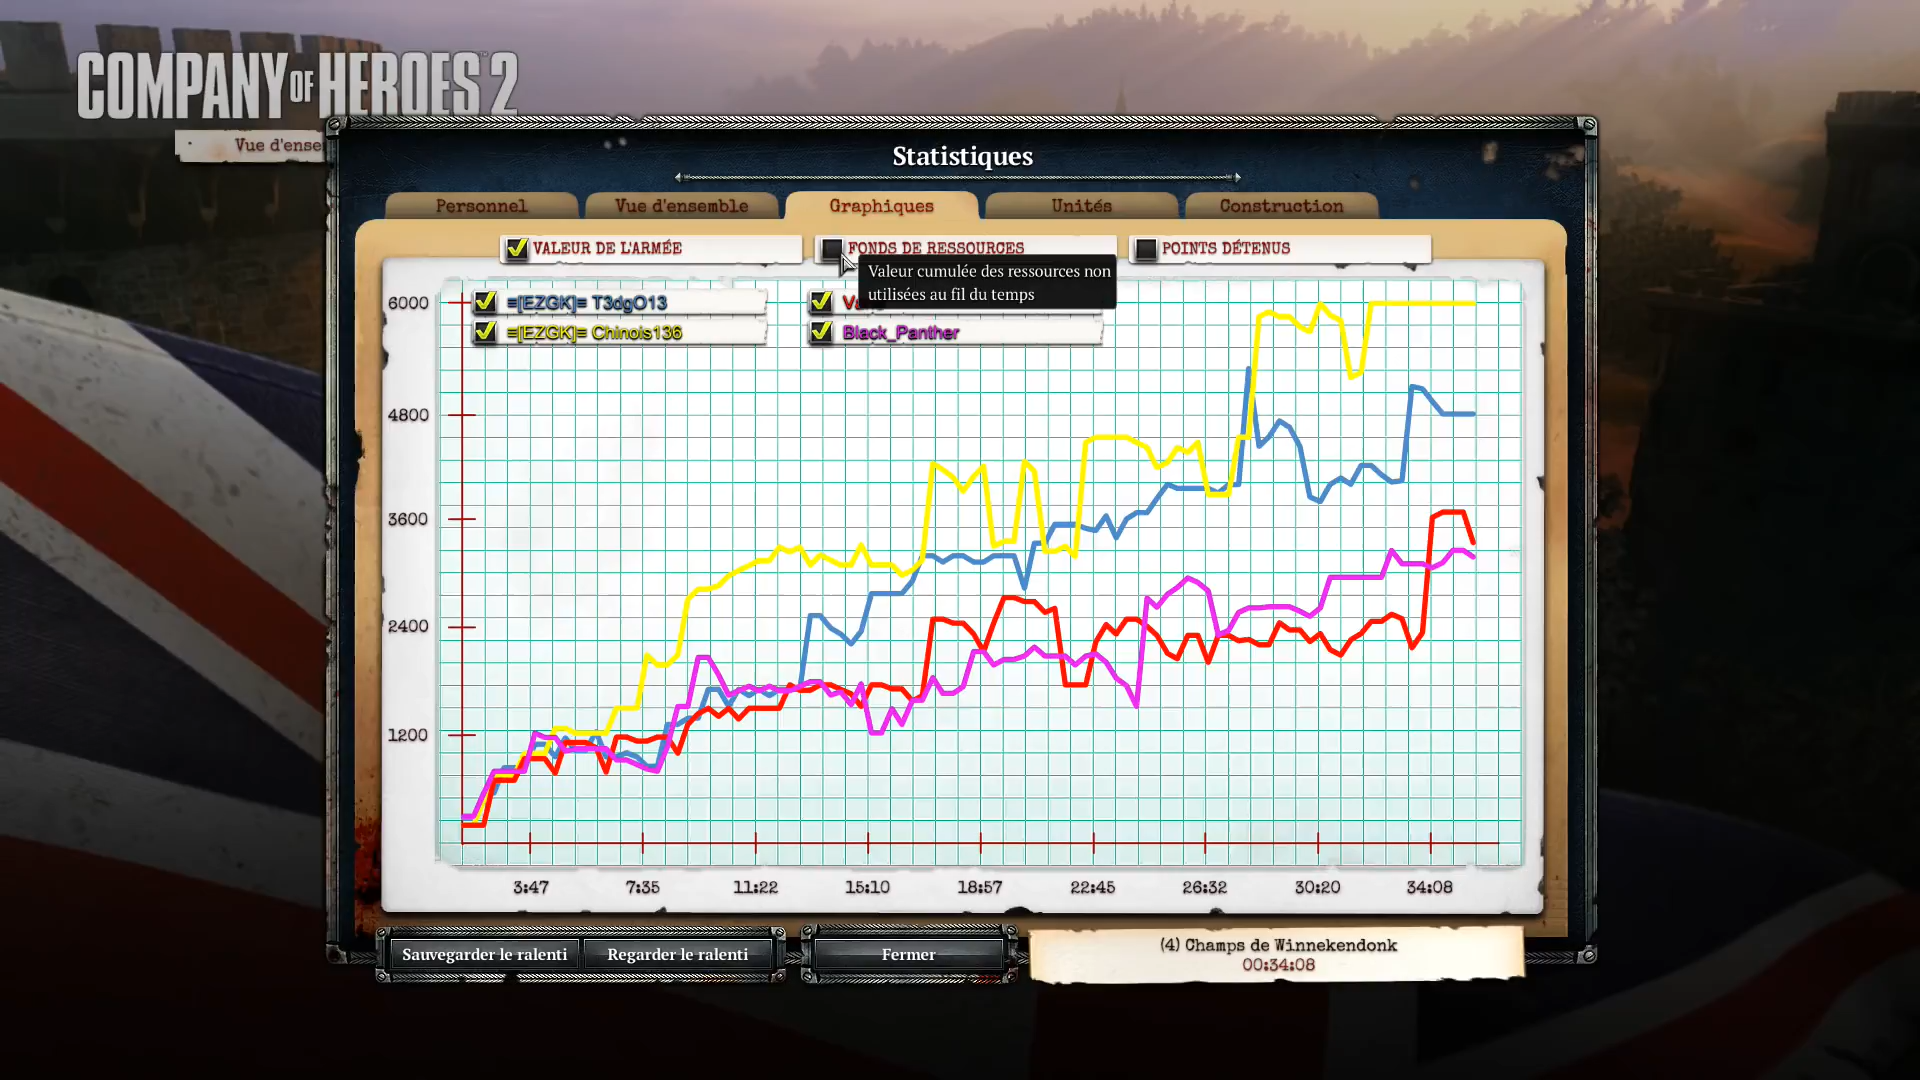 COMPANY OF HEROES 2
Vue d'ense
Statistiques
Personnel
Vue d'ensemble
Graphiques
Unités
Construction
VALEUR DE L'ARMÉE
FONDS DE RESSOURCES
POINTS DÉTENUS
Valeur cumulée des ressources non
utilisées au fil du temps
=[EZGK]= T3dgO13
=[EZGK]= Chinois136
Black_Panther
6000
4800
3600
2400
1200
3:47
7:35
11:22
15:10
18:57
22:45
26:32
30:20
34:08
Sauvegarder le ralenti
Regarder le ralenti
Fermer
(4) Champs de Winnekendonk
00:34:08